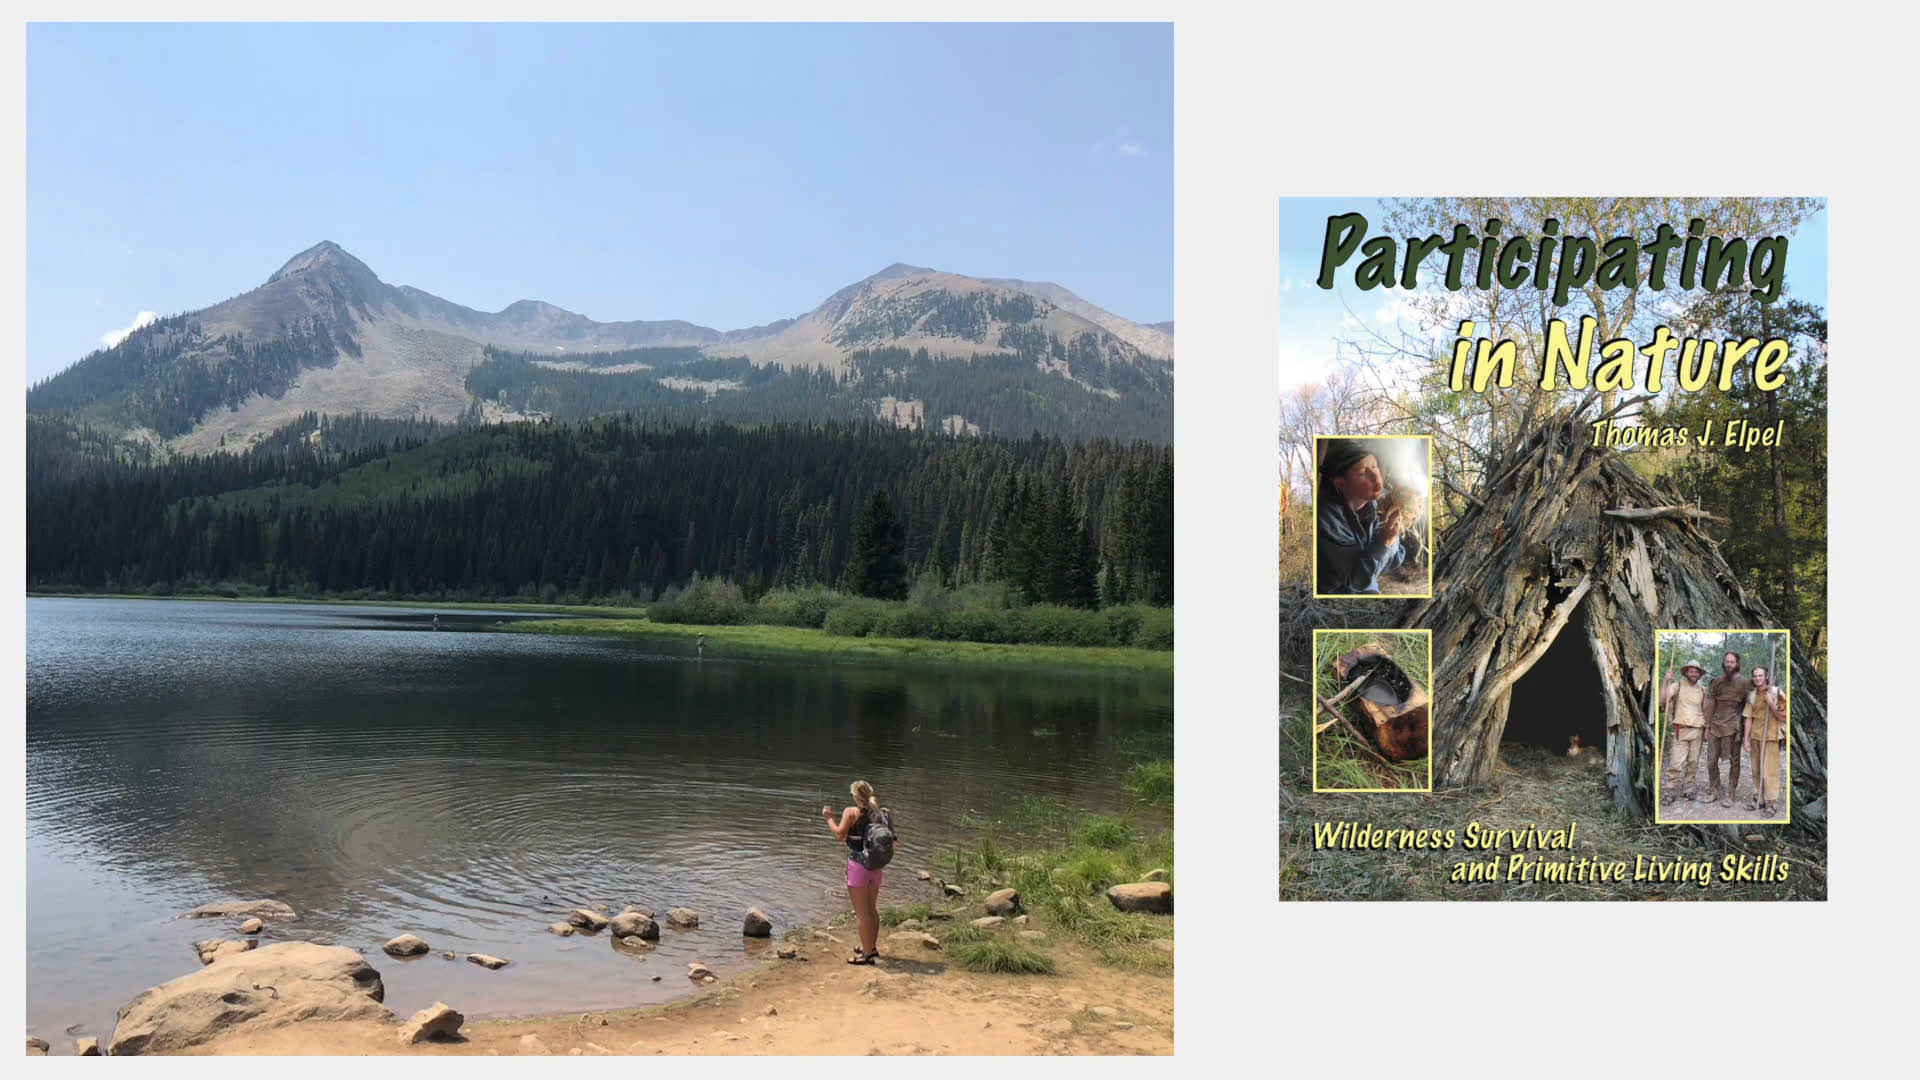 Participating
in Nature
Thomas J. Elpel
Wilderness Survival
and Primitive Living Skills